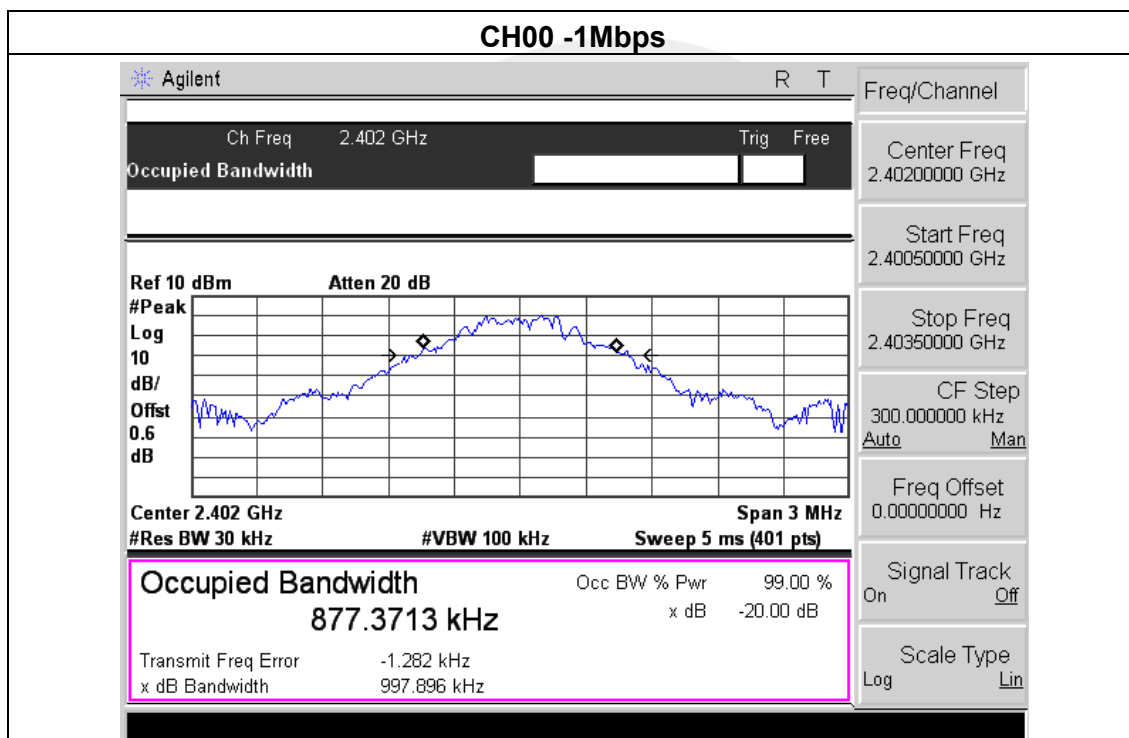 CH00 -1Mbps
Agilent R T
Freq/Channel
Ch Freq 2.402 GHz Trig Free
Occupied Bandwidth
Center Freq
2.40200000 GHz
Start Freq
2.40050000 GHz
Stop Freq
2.40350000 GHz
CF Step
300.000000 kHz
Auto Man
Freq Offset
0.00000000 Hz
Signal Track
On Off
Scale Type
Log Lin
Ref 10 dBm Atten 20 dB
#Peak
Log
10
dB/
Offst
0.6
dB
Center 2.402 GHz Span 3 MHz
#Res BW 30 kHz #VBW 100 kHz Sweep 5 ms (401 pts)
Occupied Bandwidth Occ BW % Pwr 99.00 %
877.3713 kHz x dB -20.00 dB
Transmit Freq Error -1.282 kHz
x dB Bandwidth 997.896 kHz